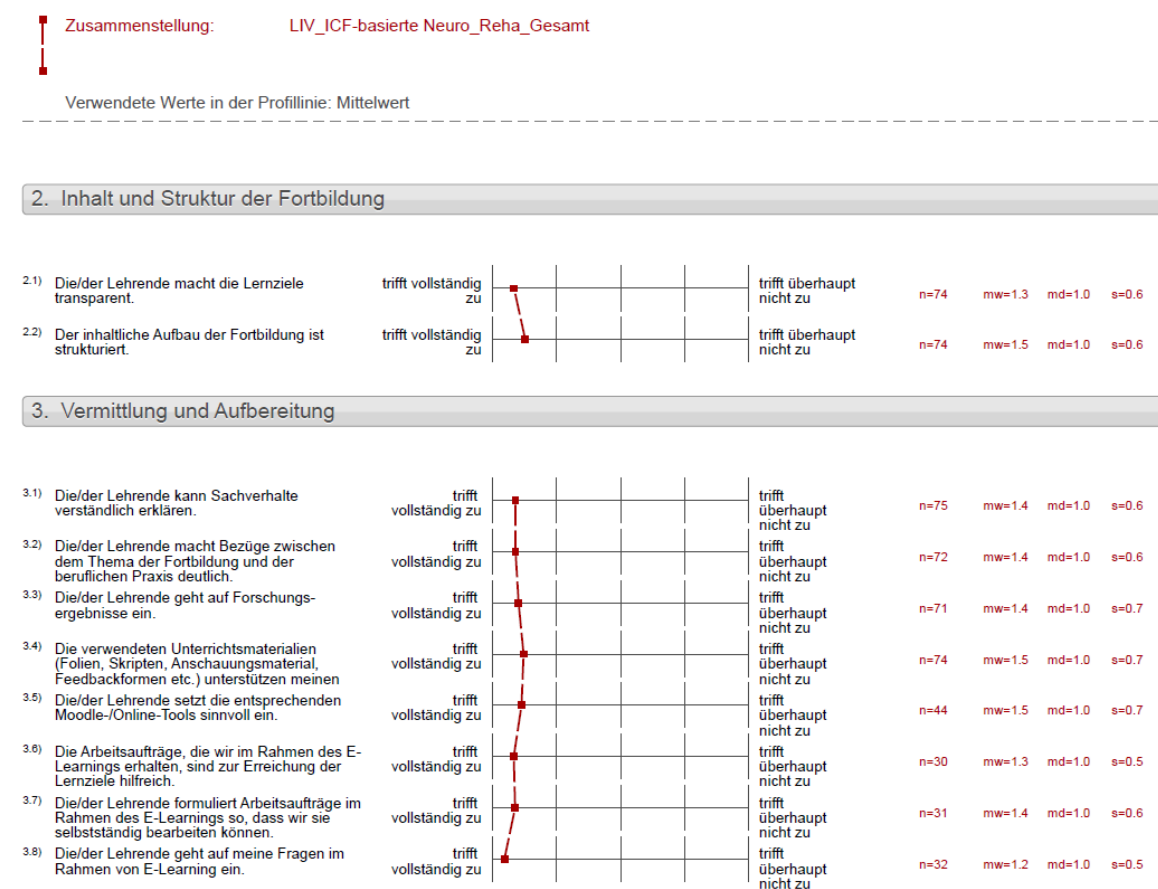 Zusammenstellung: LIV_ICF-basierte Neuro_Reha_Gesamt
Verwendete Werte in der Profillinie: Mittelwert
2. Inhalt und Struktur der Fortbildung
2.1) Die/der Lehrende macht die Lernziele transparent. trifft vollständig zu trifft überhaupt nicht zu n=74 mw=1.3 md=1.0 s=0.6
2.2) Der inhaltliche Aufbau der Fortbildung ist strukturiert. trifft vollständig zu trifft überhaupt nicht zu n=74 mw=1.5 md=1.0 s=0.6
3. Vermittlung und Aufbereitung
3.1) Die/der Lehrende kann Sachverhalte verständlich erklären. trifft vollständig zu trifft überhaupt nicht zu n=75 mw=1.4 md=1.0 s=0.6
3.2) Die/der Lehrende macht Bezüge zwischen dem Thema der Fortbildung und der beruflichen Praxis deutlich. trifft vollständig zu trifft überhaupt nicht zu n=72 mw=1.4 md=1.0 s=0.6
3.3) Die/der Lehrende geht auf Forschungs-ergebnisse ein. trifft vollständig zu trifft überhaupt nicht zu n=71 mw=1.4 md=1.0 s=0.7
3.4) Die verwendeten Unterrichtsmaterialien (Folien, Skripten, Anschauungsmaterial, Feedbackformen etc.) unterstützen meinen trifft vollständig zu trifft überhaupt nicht zu n=74 mw=1.5 md=1.0 s=0.7
3.5) Die/der Lehrende setzt die entsprechenden Moodle-/Online-Tools sinnvoll ein. trifft vollständig zu trifft überhaupt nicht zu n=44 mw=1.5 md=1.0 s=0.7
3.6) Die Arbeitsaufträge, die wir im Rahmen des E-Learnings erhalten, sind zur Erreichung der Lernziele hilfreich. trifft vollständig zu trifft überhaupt nicht zu n=30 mw=1.3 md=1.0 s=0.5
3.7) Die/der Lehrende formuliert Arbeitsaufträge im Rahmen des E-Learnings so, dass wir sie selbstständig bearbeiten können. trifft vollständig zu trifft überhaupt nicht zu n=31 mw=1.4 md=1.0 s=0.6
3.8) Die/der Lehrende geht auf meine Fragen im Rahmen von E-Learning ein. trifft vollständig zu trifft überhaupt nicht zu n=32 mw=1.2 md=1.0 s=0.5